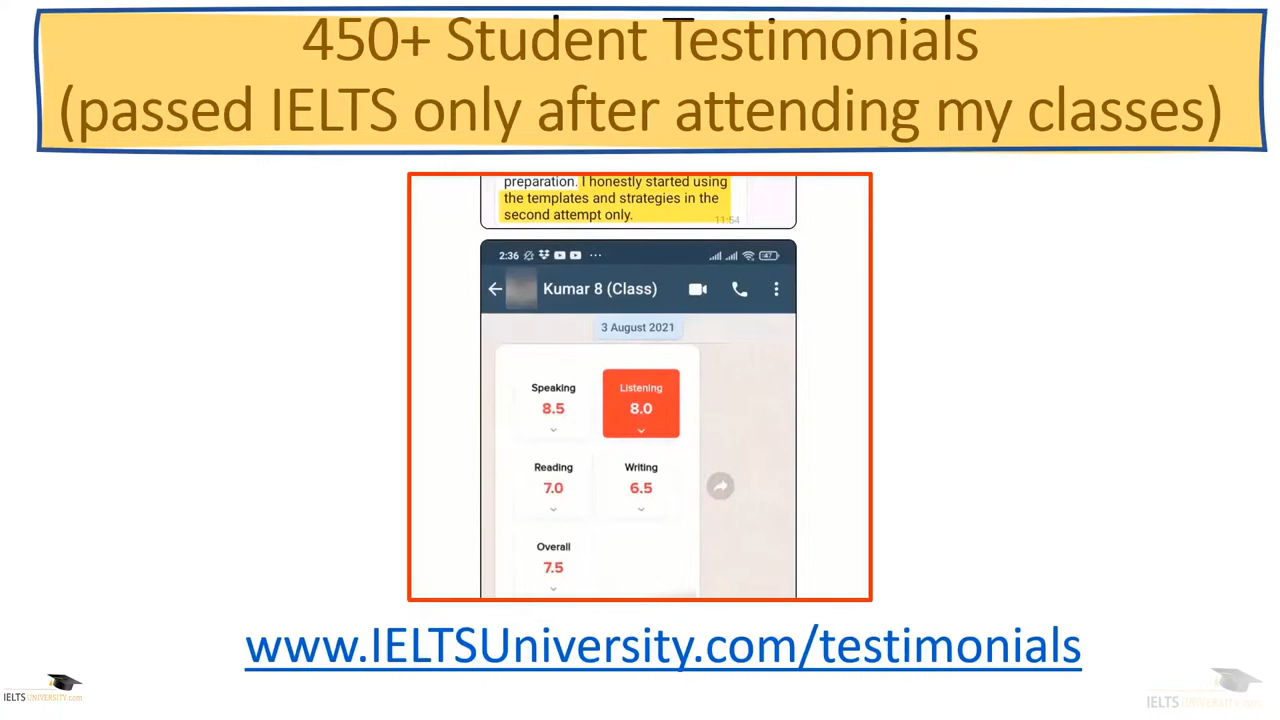 450+ Student Testimonials
(passed IELTS only after attending my classes)
preparation. I honestly started using
the templates and strategies in the
second attempt only.
11:54
2:36 ...
47
Kumar 8 (Class)
3 August 2021
Speaking Listening
8.5 8.0
Reading Writing
7.0 6.5
Overall
7.5
www.IELTSUniversity.com/testimonials
IELTS UNIVERSITY.com
IELTS UNIVERSITY.com